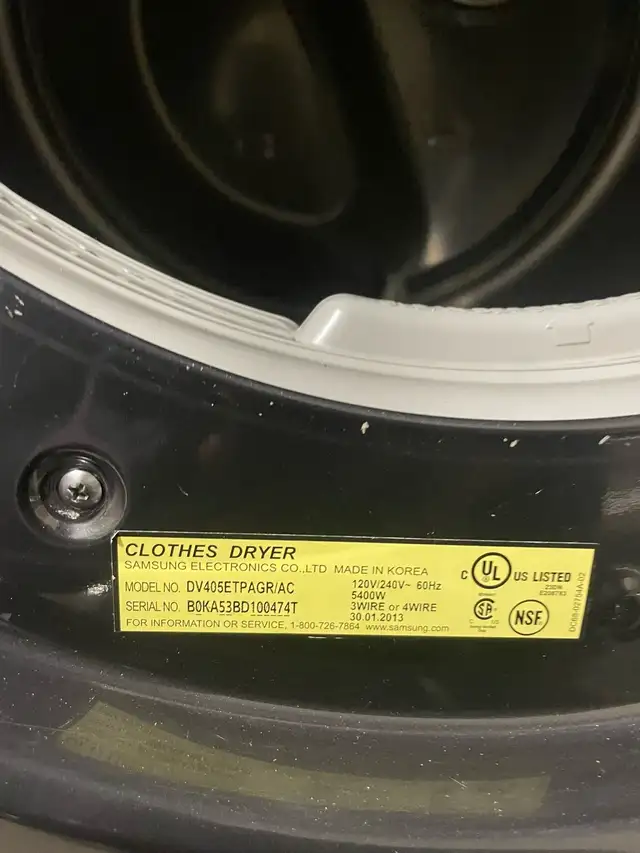 CLOTHES DRYER
SAMSUNG ELECTRONICS CO.,LTD MADE IN KOREA
MODEL NO. DV405ETPAGR/AC
SERIAL NO. B0KA53BD100474T
FOR INFORMATION OR SERVICE, 1-800-726-7864 www.samsung.com
120V/240V~ 60Hz
5400W
3WIRE or 4WIRE
30.01.2013
C UL US LISTED
SA
NSF